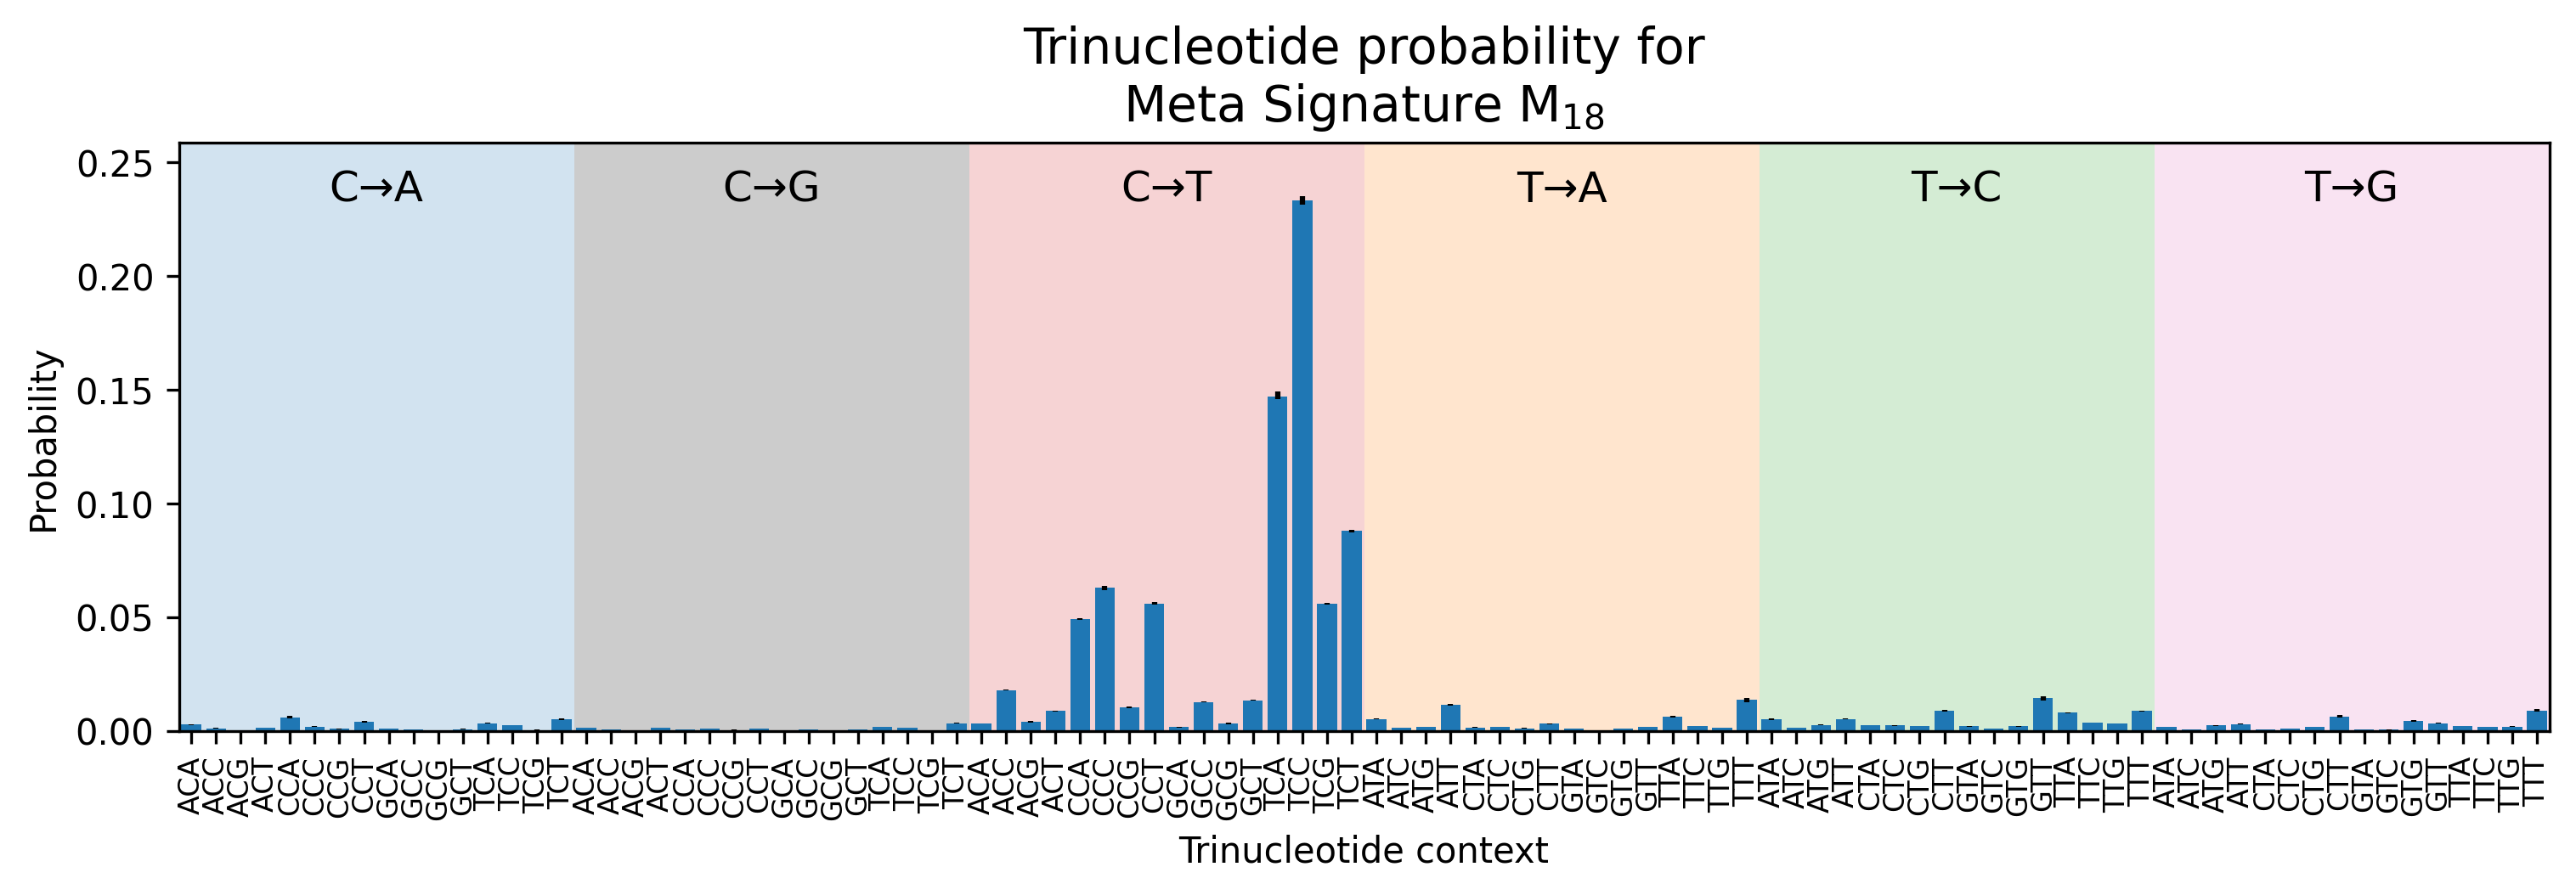 Trinucleotide probability for
Meta Signature M₁₈
C→A C→G C→T T→A T→C T→G
0.25
0.20
0.15
0.10
0.05
0.00
Probability
ACA ACC ACG ACT CCA CCC CCG CCT GCA GCC GCG GCT TCA TCC TCG TCT ACA ACC ACG ACT CCA CCC CCG CCT GCA GCC GCG GCT TCA TCC TCG TCT ACA ACC ACG ACT CCA CCC CCG CCT GCA GCC GCG GCT TCA TCC TCG TCT ATA ATC ATG ATT CTA CTC CTG CTT GTA GTC GTG GTT TTA TTC TTG TTT ATA ATC ATG ATT CTA CTC CTG CTT GTA GTC GTG GTT TTA TTC TTG TTT ATA ATC ATG ATT CTA CTC CTG CTT GTA GTC GTG GTT TTA TTC TTG TTT
Trinucleotide context